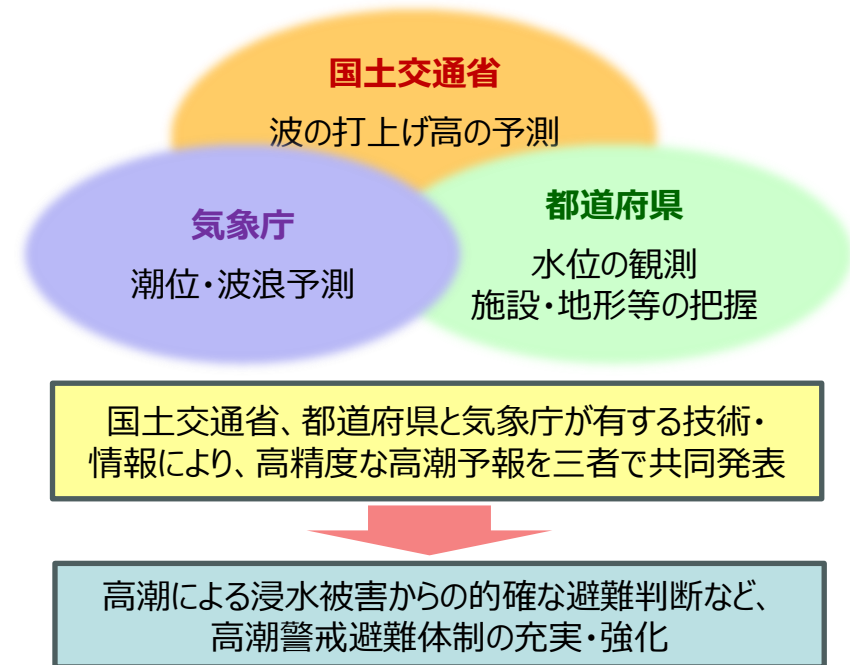 国土交通省
波の打上げ高の予測
気象庁
潮位・波浪予測
都道府県
水位の観測
施設・地形等の把握
国土交通省、都道府県と気象庁が有する技術・
情報により、高精度な高潮予報を三者で共同発表
高潮による浸水被害からの的確な避難判断など、
高潮警戒避難体制の充実・強化